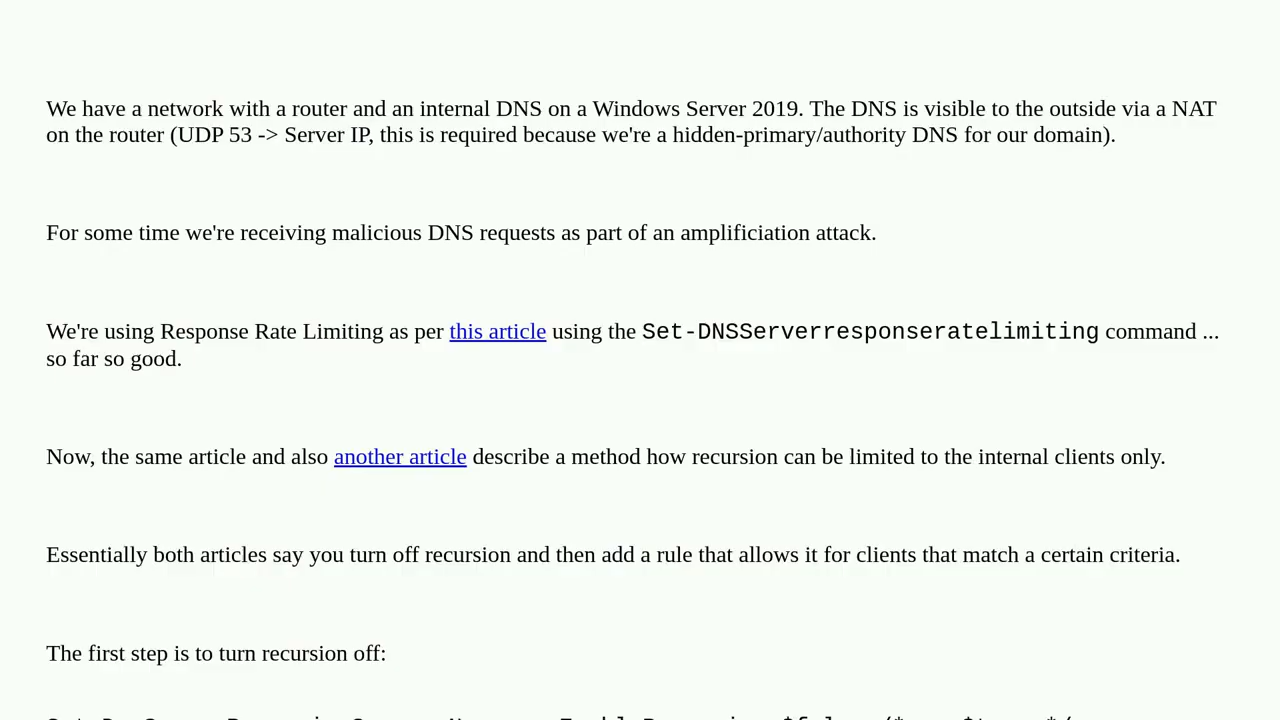 We have a network with a router and an internal DNS on a Windows Server 2019. The DNS is visible to the outside via a NAT
on the router (UDP 53 -> Server IP, this is required because we're a hidden-primary/authority DNS for our domain).
For some time we're receiving malicious DNS requests as part of an amplificiation attack.
We're using Response Rate Limiting as per this article using the Set-DNSServerresponseratelimiting command ...
so far so good.
Now, the same article and also another article describe a method how recursion can be limited to the internal clients only.
Essentially both articles say you turn off recursion and then add a rule that allows it for clients that match a certain criteria.
The first step is to turn recursion off: